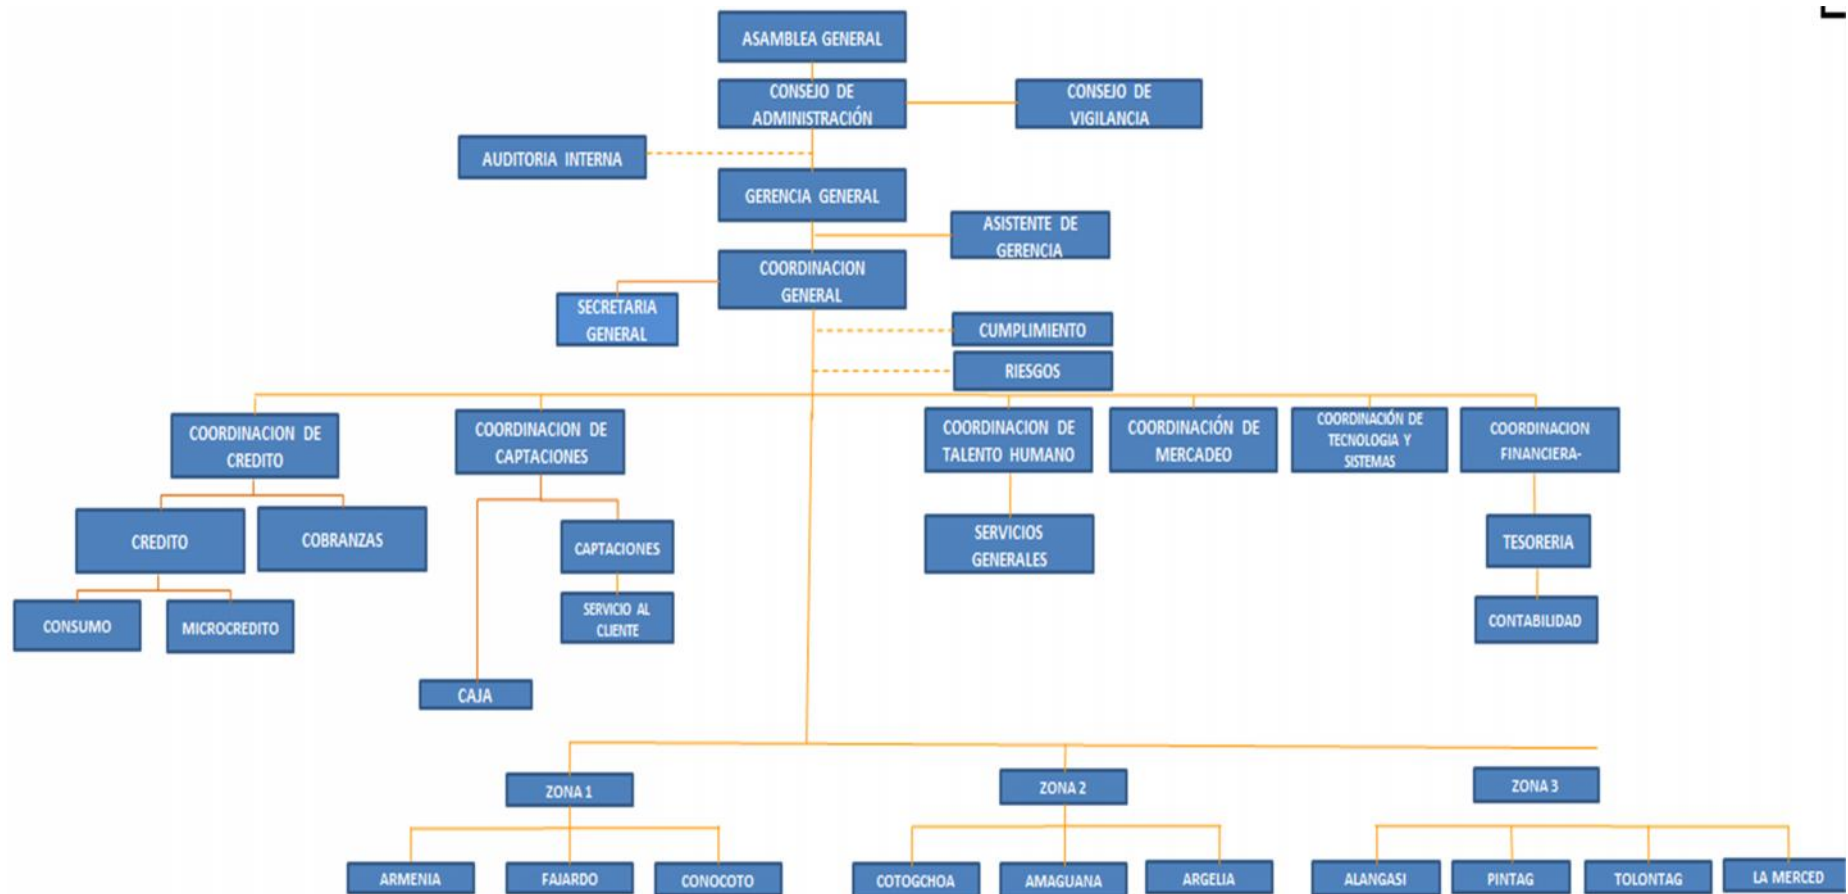 ASAMBLEA GENERAL
CONSEJO DE
ADMINISTRACIÓN
CONSEJO DE
VIGILANCIA
AUDITORIA INTERNA
GERENCIA GENERAL
ASISTENTE DE
GERENCIA
COORDINACION
GENERAL
SECRETARIA
GENERAL
CUMPLIMIENTO
RIESGOS
COORDINACION DE
CREDITO
COORDINACION DE
CAPTACIONES
COORDINACION DE
TALENTO HUMANO
COORDINACIÓN DE
MERCADEO
COORDINACIÓN DE
TECNOLOGIA Y
SISTEMAS
COORDINACION
FINANCIERA-
CREDITO
COBRANZAS
CAPTACIONES
SERVICIOS
GENERALES
TESORERIA
CONSUMO
MICROCREDITO
SERVICIO AL
CLIENTE
CONTABILIDAD
CAJA
ZONA 1
ZONA 2
ZONA 3
ARMENIA
FAJARDO
CONOCOTO
COTOGCHOA
AMAGUANA
ARGELIA
ALANGASI
PINTAG
TOLONTAG
LA MERCED